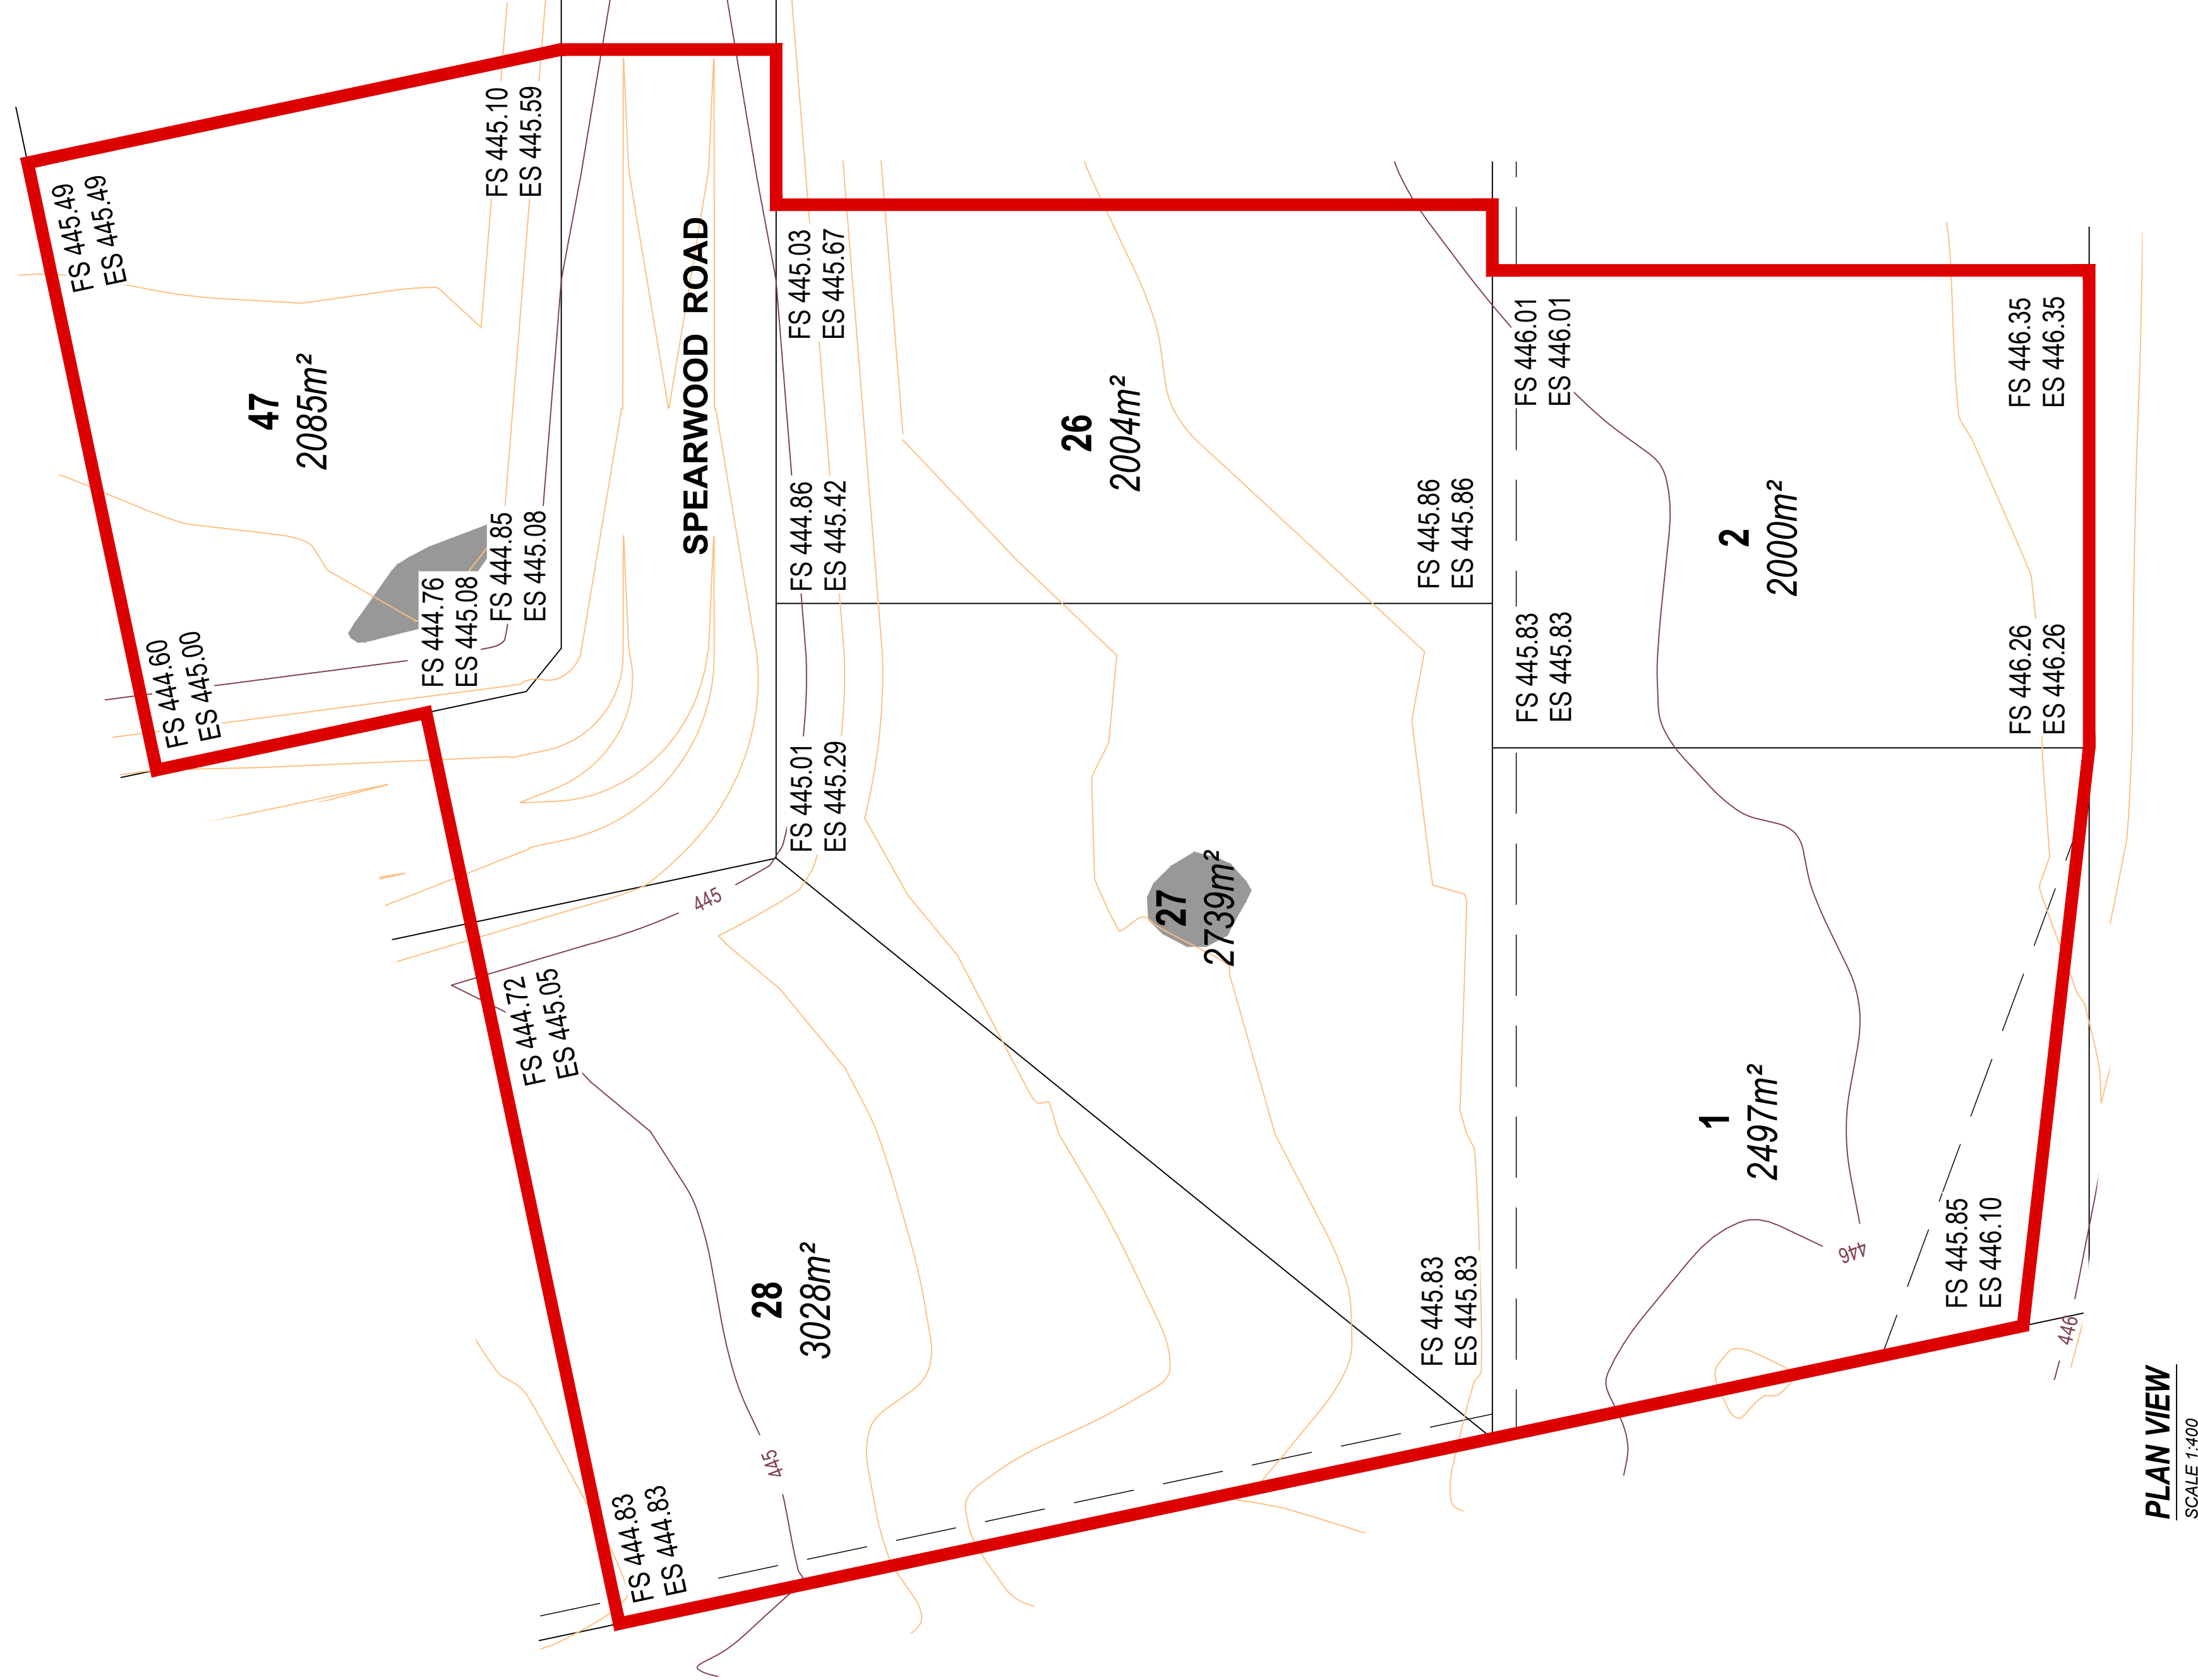 FS 445.49
ES 445.49
FS 445.10
ES 445.59
47
2085m²
FS 444.60
ES 445.00
FS 444.76
ES 445.08
FS 444.85
ES 445.08
SPEARWOOD ROAD
FS 445.03
ES 445.67
FS 444.86
ES 445.42
26
2004m²
FS 445.86
ES 445.86
FS 446.01
ES 446.01
FS 446.35
ES 446.35
2
2000m²
FS 445.83
ES 445.83
FS 446.26
ES 446.26
FS 445.01
ES 445.29
445
27
2739m²
FS 444.72
ES 445.05
28
3028m²
445
FS 444.83
ES 444.83
FS 445.83
ES 445.83
1
2497m²
446
FS 445.85
ES 446.10
446
PLAN VIEW
SCALE 1:400